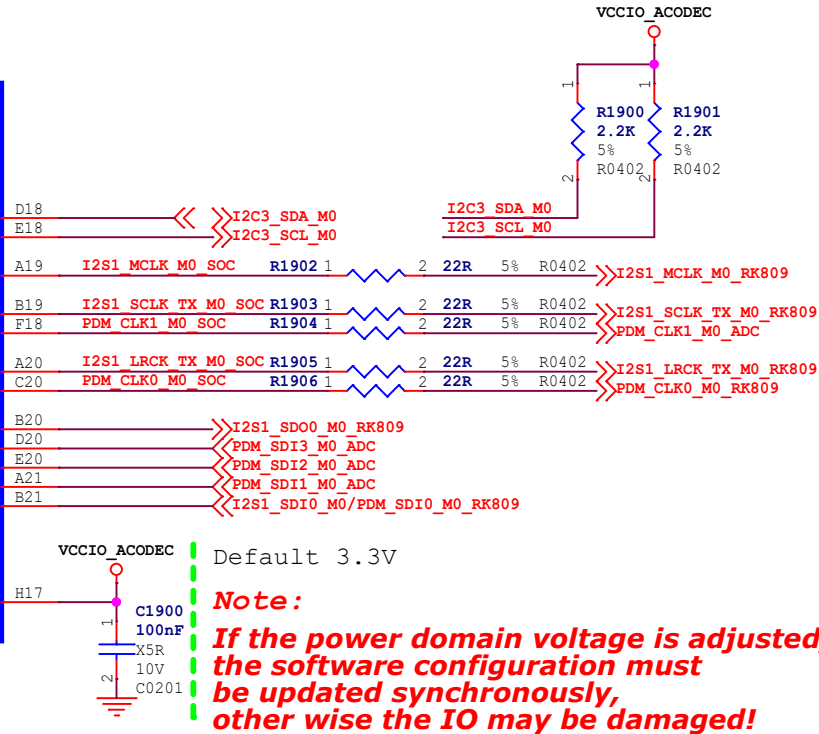 VCCIO_ACODEC
1 1
R1900 R1901
2.2K 2.2K
5% 5%
R0402 R0402
2 2
D18 I2C3_SDA_M0 I2C3_SDA_M0
E18 I2C3_SCL_M0 I2C3_SCL_M0
A19 I2S1_MCLK_M0_SOC R1902 1 2 22R 5% R0402 I2S1_MCLK_M0_RK809
B19 I2S1_SCLK_TX_M0_SOC R1903 1 2 22R 5% R0402 I2S1_SCLK_TX_M0_RK809
F18 PDM_CLK1_M0_SOC R1904 1 2 22R 5% R0402 PDM_CLK1_M0_ADC
A20 I2S1_LRCK_TX_M0_SOC R1905 1 2 22R 5% R0402 I2S1_LRCK_TX_M0_RK809
C20 PDM_CLK0_M0_SOC R1906 1 2 22R 5% R0402 PDM_CLK0_M0_RK809
B20 I2S1_SDO0_M0_RK809
D20 PDM_SDI3_M0_ADC
E20 PDM_SDI2_M0_ADC
A21 PDM_SDI1_M0_ADC
B21 I2S1_SDI0_M0/PDM_SDI0_M0_RK809
VCCIO_ACODEC
H17
1
C1900
100nF
X5R
10V
C0201
2
Default 3.3V
Note:
If the power domain voltage is adjusted,
the software configuration must
be updated synchronously,
other wise the IO may be damaged!